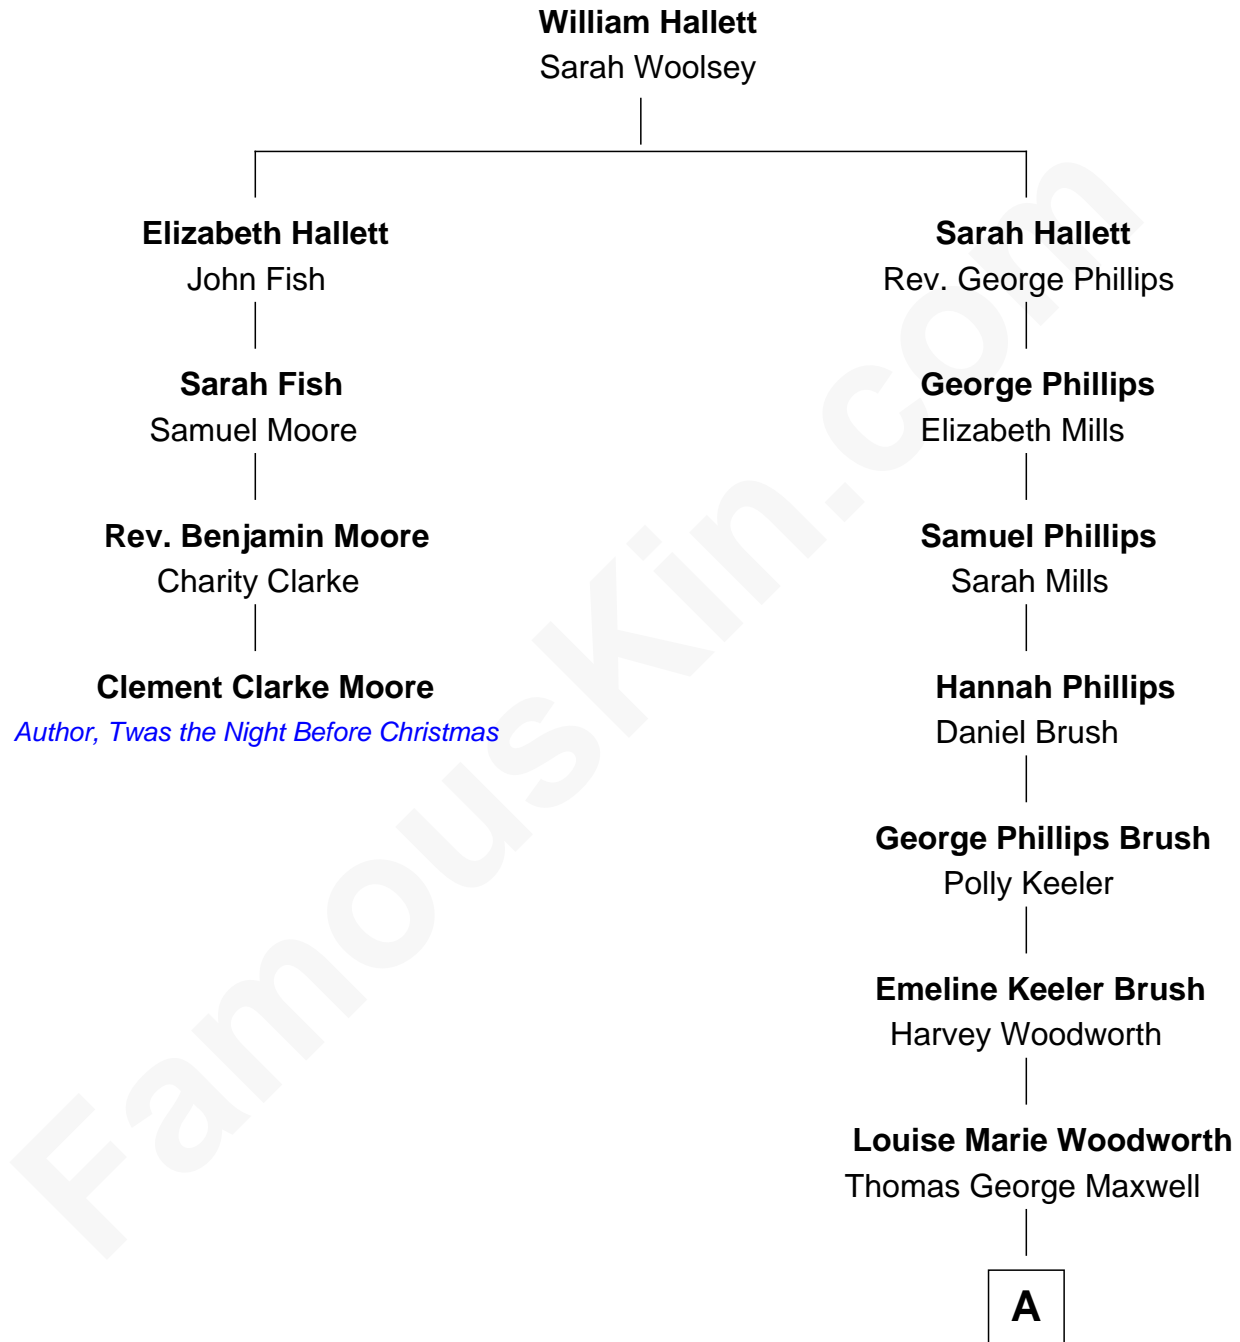 William Hallett
Sarah Woolsey
Elizabeth Hallett
John Fish
Sarah Fish
Samuel Moore
Rev. Benjamin Moore
Charity Clarke
Clement Clarke Moore
Author, Twas the Night Before Christmas
Sarah Hallett
Rev. George Phillips
George Phillips
Elizabeth Mills
Samuel Phillips
Sarah Mills
Hannah Phillips
Daniel Brush
George Phillips Brush
Polly Keeler
Emeline Keeler Brush
Harvey Woodworth
Louise Marie Woodworth
Thomas George Maxwell
A
FamousKin.com